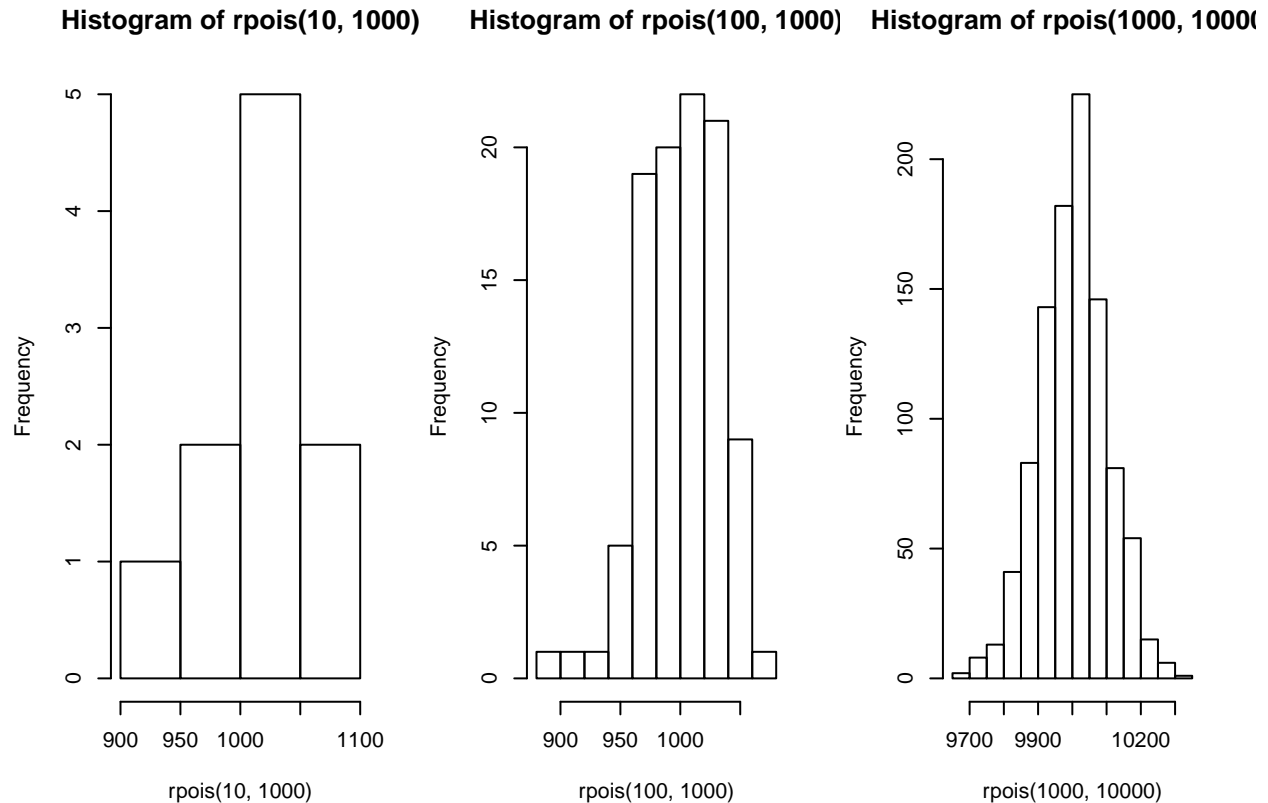 Histogram of rpois(10, 1000)
Frequency
5
4
3
2
1
0
900 950 1000 1100
rpois(10, 1000)
Histogram of rpois(100, 1000)
Frequency
20
15
10
5
0
900 950 1000
rpois(100, 1000)
Histogram of rpois(1000, 1000
Frequency
200
150
100
50
0
9700 9900 10200
rpois(1000, 10000)